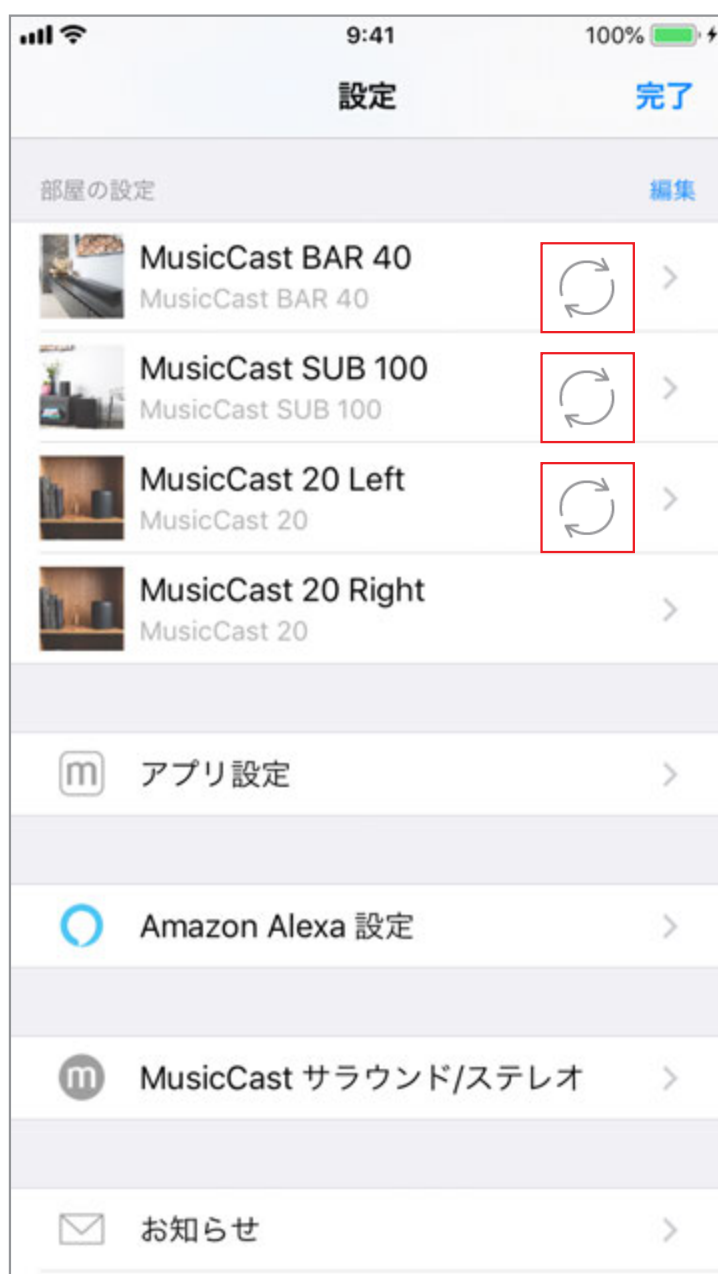 9:41 100%
設定 完了
部屋の設定 編集
MusicCast BAR 40
MusicCast BAR 40
MusicCast SUB 100
MusicCast SUB 100
MusicCast 20 Left
MusicCast 20
MusicCast 20 Right
MusicCast 20
m アプリ設定
Amazon Alexa 設定
m MusicCast サラウンド/ステレオ
お知らせ